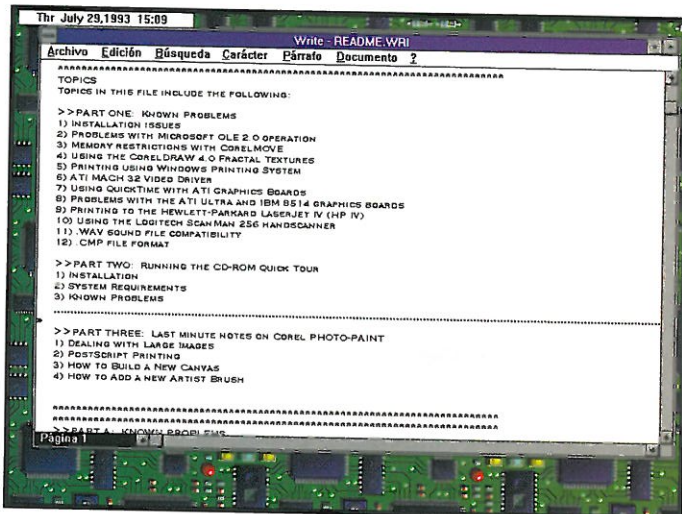 Thr July 29,1993 15:09
Write - README.WRI
Archivo Edición Búsqueda Carácter Párrafo Documento ?
^^^^^^^^^^^^^^^^^^^^^^^^^^^^^^^^^^^^^^^^^^^^^^^^^^^^^^^^^^^^^^^^^^^^^^
TOPICS
TOPICS IN THIS FILE INCLUDE THE FOLLOWING:
>>PART ONE: KNOWN PROBLEMS
1) INSTALLATION ISSUES
2) PROBLEMS WITH MICROSOFT OLE 2.0 OPERATION
3) MEMORY RESTRICTIONS WITH CORELMOVE
4) USING THE CORELDRAW 4.0 FRACTAL TEXTURES
5) PRINTING USING WINDOWS PRINTING SYSTEM
6) ATI MACH 32 VIDEO DRIVER
7) USING QUICKTIME WITH ATI GRAPHICS BOARDS
8) PROBLEMS WITH THE ATI ULTRA AND IBM 8514 GRAPHICS BOARDS
9) PRINTING TO THE HEWLETT-PARKARD LASERJET IV (HP IV)
10) USING THE LOGITECH SCANMAN 256 HANDSCANNER
11) .WAV SOUND FILE COMPATIBILITY
12) .CMP FILE FORMAT
>>PART TWO: RUNNING THE CD-ROM QUICK TOUR
1) INSTALLATION
2) SYSTEM REQUIREMENTS
3) KNOWN PROBLEMS
>>PART THREE: LAST MINUTE NOTES ON COREL PHOTO-PAINT
1) DEALING WITH LARGE IMAGES
2) POSTSCRIPT PRINTING
3) HOW TO BUILD A NEW CANVAS
4) HOW TO ADD A NEW ARTIST BRUSH
^^^^^^^^^^^^^^^^^^^^^^^^^^^^^^^^^^^^^^^^^^^^^^^^^^^^^^^^^^^^^^^^^^^^^^
^^^^^^^^^^^^^^^^^^^^^^^^^^^^^^^^^^^^^^^^^^^^^^^^^^^^^^^^^^^^^^^^^^^^^^
>>PART A: KNOWN PROBLEMS
Página 1